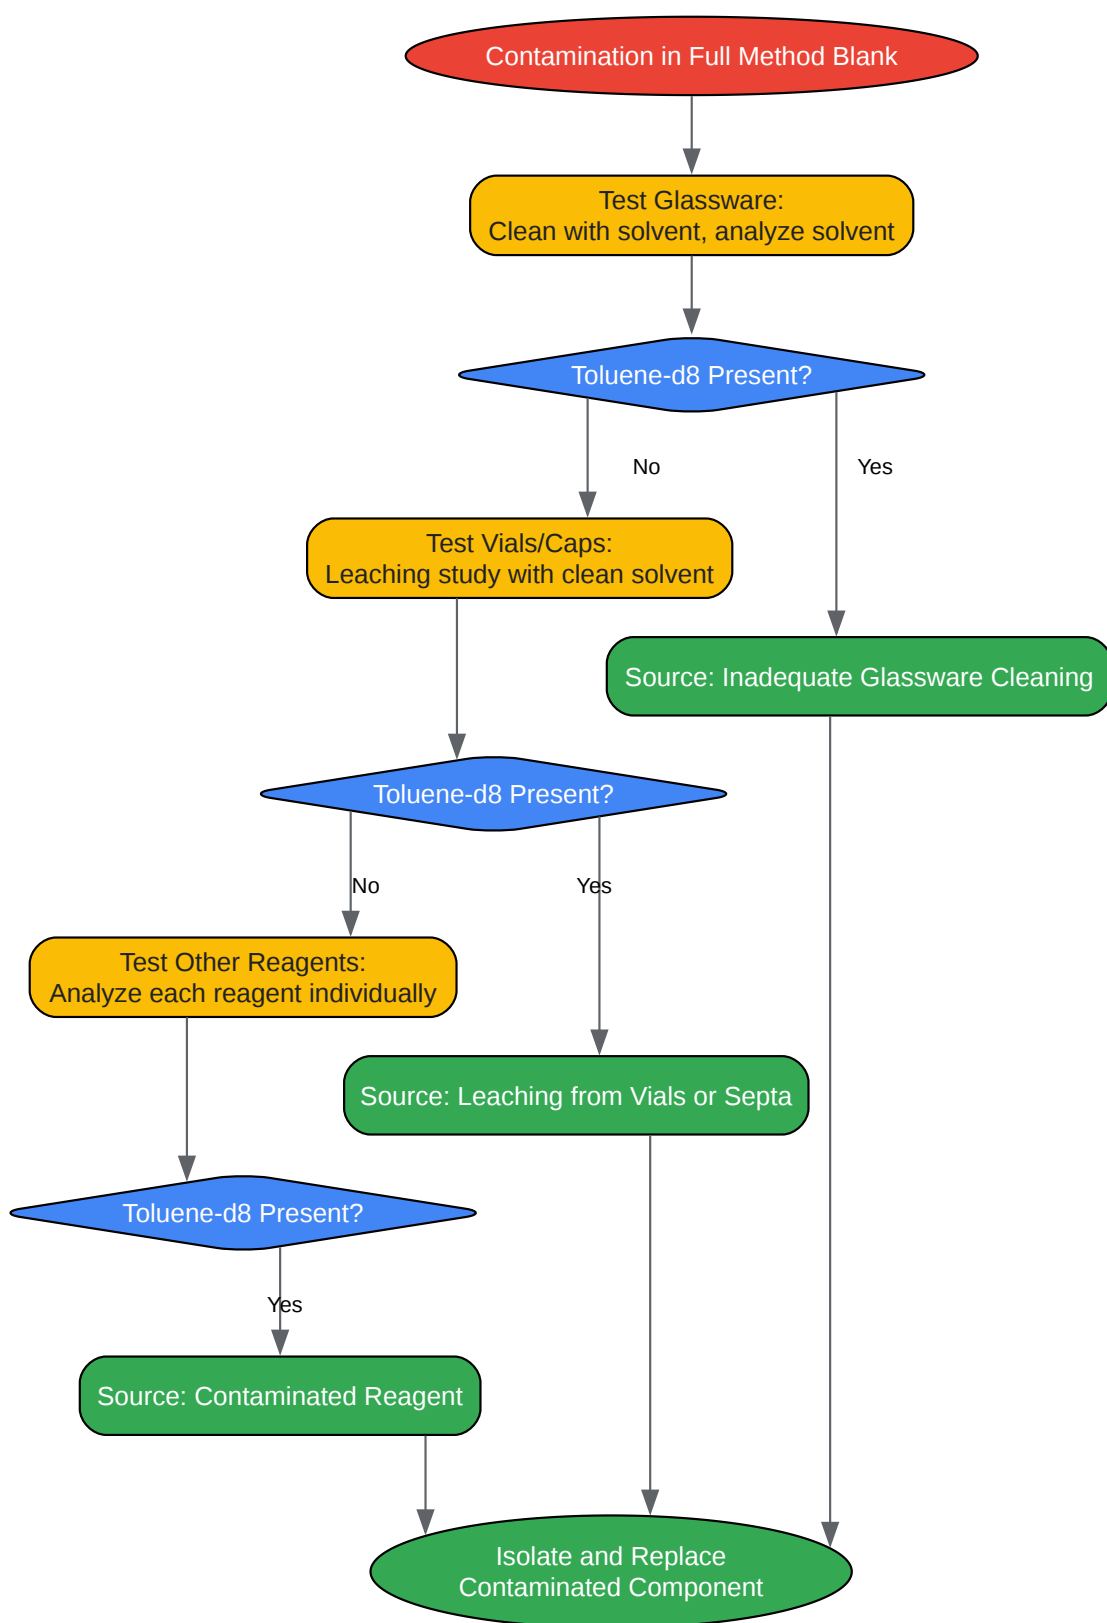 Contamination in Full Method Blank
Test Glassware:
Clean with solvent, analyze solvent
Toluene-d8 Present?
No
Yes
Test Vials/Caps:
Leaching study with clean solvent
Source: Inadequate Glassware Cleaning
Toluene-d8 Present?
No
Yes
Test Other Reagents:
Analyze each reagent individually
Source: Leaching from Vials or Septa
Toluene-d8 Present?
Yes
Source: Contaminated Reagent
Isolate and Replace
Contaminated Component